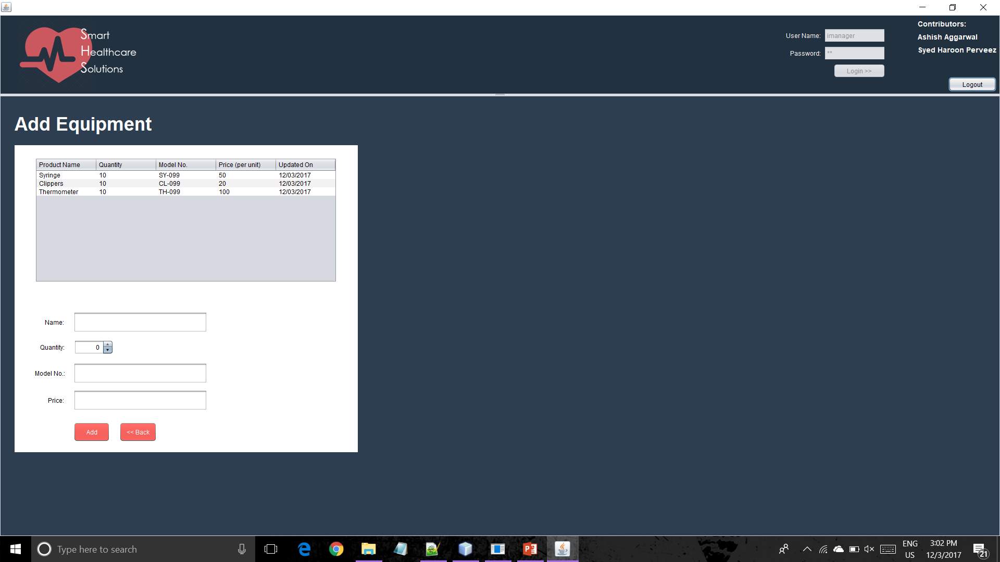 Smart
Healthcare
Solutions
User Name: imanager
Password: **
Login >>
Contributors:
Ashish Aggarwal
Syed Haroon Perveez
Logout
Add Equipment
Product Name Quantity Model No. Price (per unit) Updated On
Syringe 10 SY-099 50 12/03/2017
Clippers 10 CL-099 20 12/03/2017
Thermometer 10 TH-099 100 12/03/2017
Name:
Quantity: 0
Model No.:
Price:
Add << Back
Type here to search
ENG
US
3:02 PM
12/3/2017
21